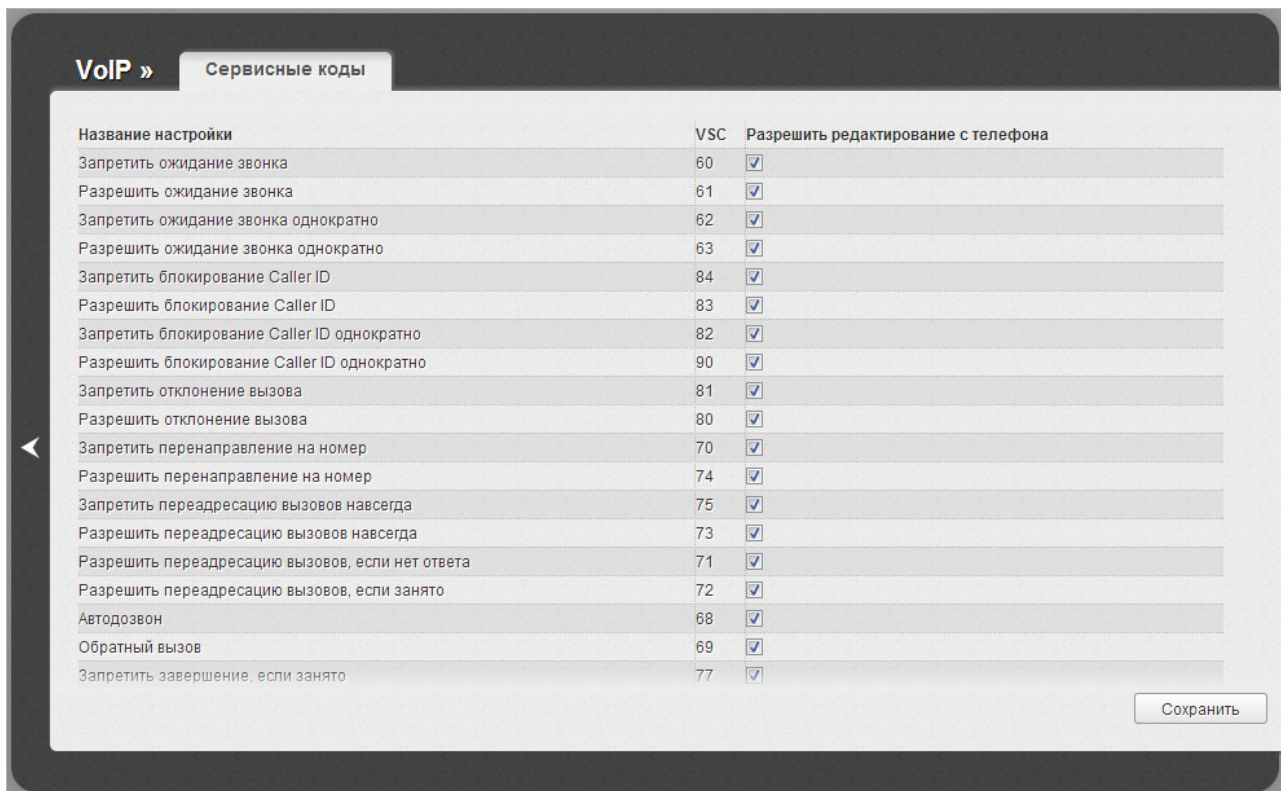 VoIP » Сервисные коды
Название настройки VSC Разрешить редактирование с телефона
Запретить ожидание звонка 60
Разрешить ожидание звонка 61
Запретить ожидание звонка однократно 62
Разрешить ожидание звонка однократно 63
Запретить блокирование Caller ID 84
Разрешить блокирование Caller ID 83
Запретить блокирование Caller ID однократно 82
Разрешить блокирование Caller ID однократно 90
Запретить отклонение вызова 81
Разрешить отклонение вызова 80
Запретить перенаправление на номер 70
Разрешить перенаправление на номер 74
Запретить переадресацию вызовов навсегда 75
Разрешить переадресацию вызовов навсегда 73
Разрешить переадресацию вызовов, если нет ответа 71
Разрешить переадресацию вызовов, если занято 72
Автодозвон 68
Обратный вызов 69
Запретить завершение, если занято 77
Сохранить